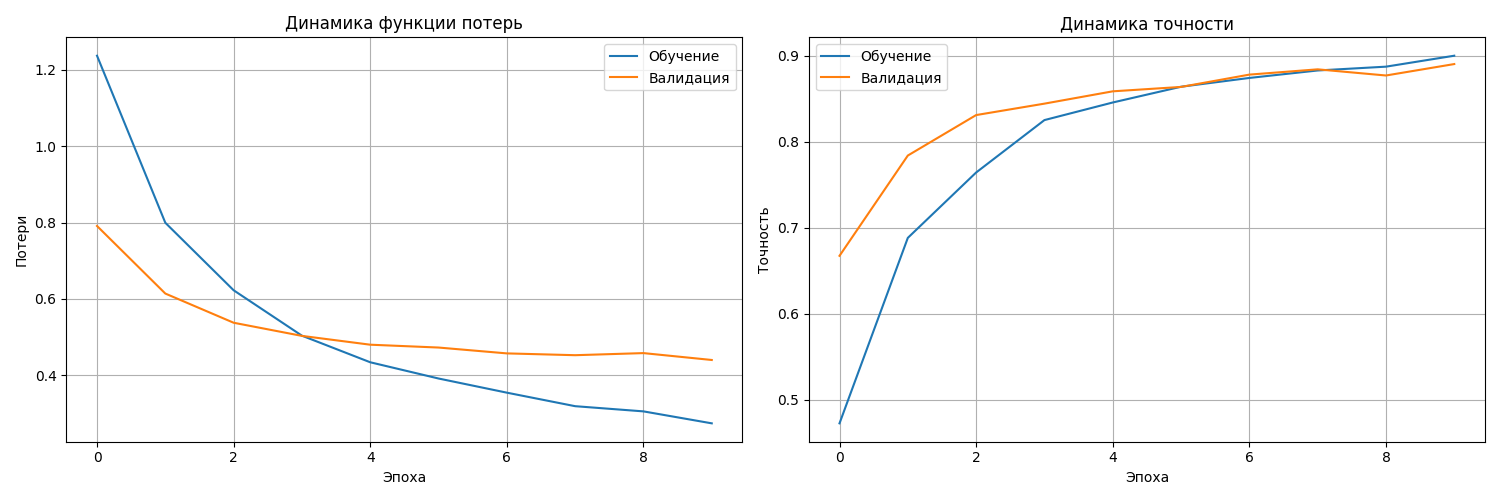 Динамика функции потерь
Обучение
Валидация
1.2
1.0
0.8
0.6
0.4
Потери
0 2 4 6 8
Эпоха
Динамика точности
Обучение
Валидация
0.9
0.8
0.7
0.6
0.5
Точность
0 2 4 6 8
Эпоха